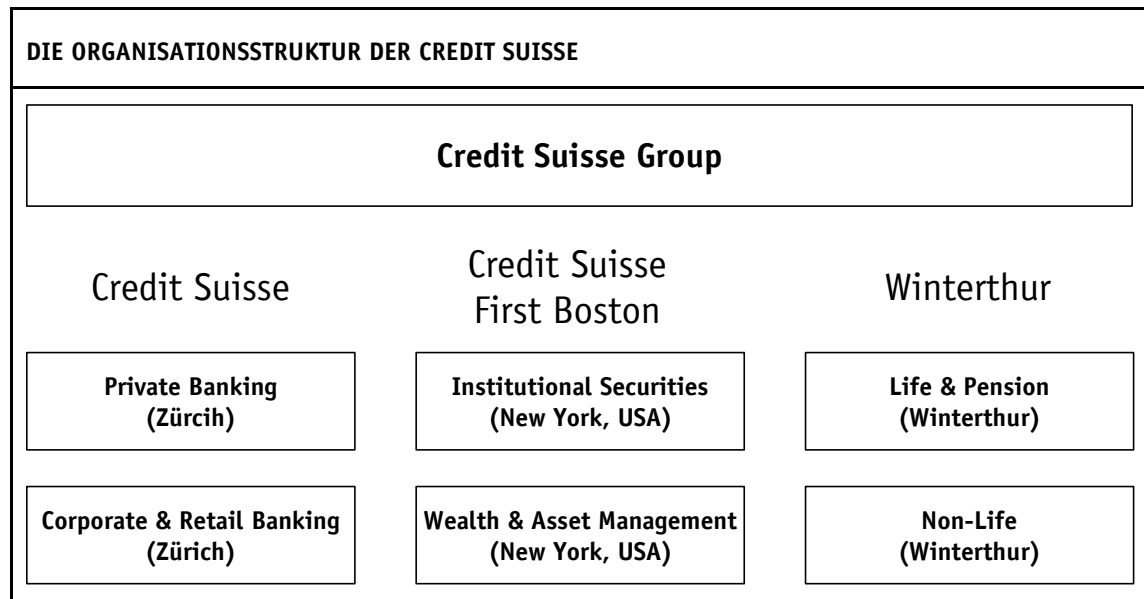 DIE ORGANISATIONSSTRUKTUR DER CREDIT SUISSE
Credit Suisse Group
Credit Suisse
Credit Suisse
First Boston
Winterthur
Private Banking
(Zürcih)
Institutional Securities
(New York, USA)
Life & Pension
(Winterthur)
Corporate & Retail Banking
(Zürich)
Wealth & Asset Management
(New York, USA)
Non-Life
(Winterthur)